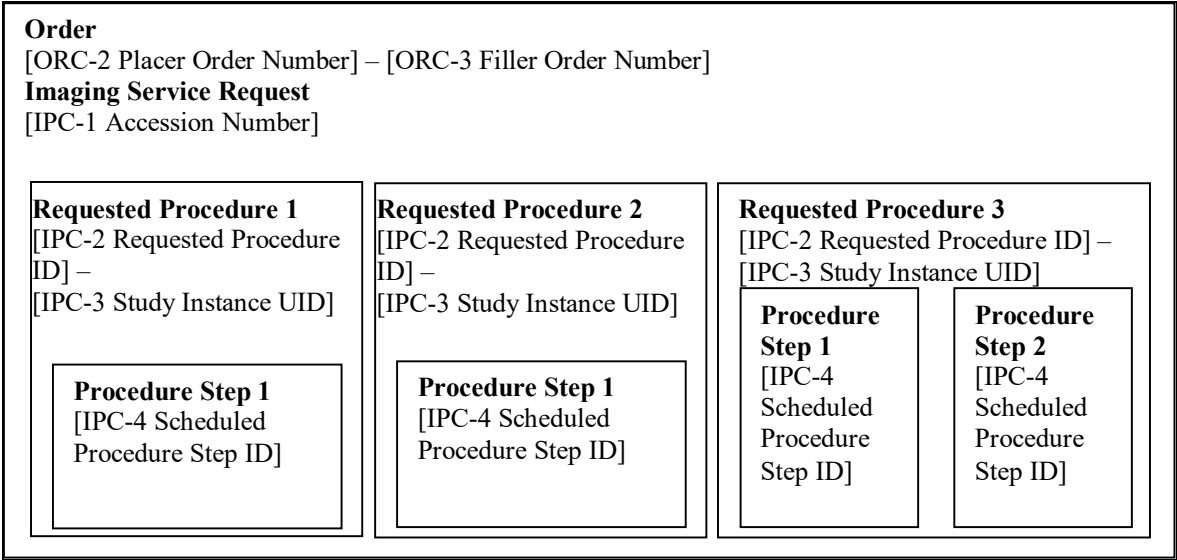 Order
[ORC-2 Placer Order Number] – [ORC-3 Filler Order Number]
Imaging Service Request
[IPC-1 Accession Number]
Requested Procedure 1
[IPC-2 Requested Procedure
ID] –
[IPC-3 Study Instance UID]
Procedure Step 1
[IPC-4 Scheduled
Procedure Step ID]
Requested Procedure 2
[IPC-2 Requested Procedure
ID] –
[IPC-3 Study Instance UID]
Procedure Step 1
[IPC-4 Scheduled
Procedure Step ID]
Requested Procedure 3
[IPC-2 Requested Procedure ID] –
[IPC-3 Study Instance UID]
Procedure
Step 1
[IPC-4
Scheduled
Procedure
Step ID]
Procedure
Step 2
[IPC-4
Scheduled
Procedure
Step ID]